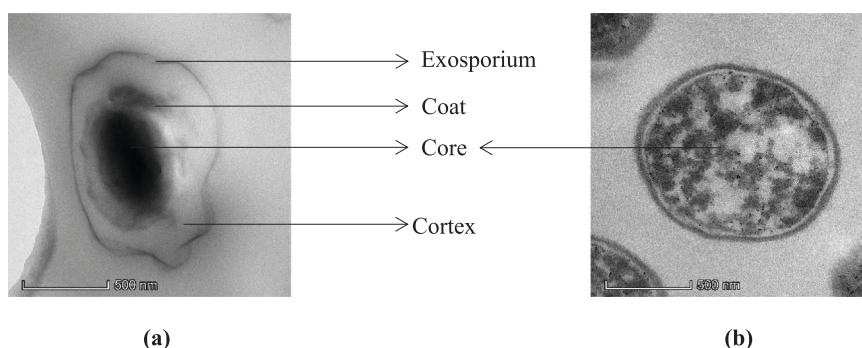 Exosporium
Coat
Core
Cortex
500 nm
500 nm
(a)
(b)